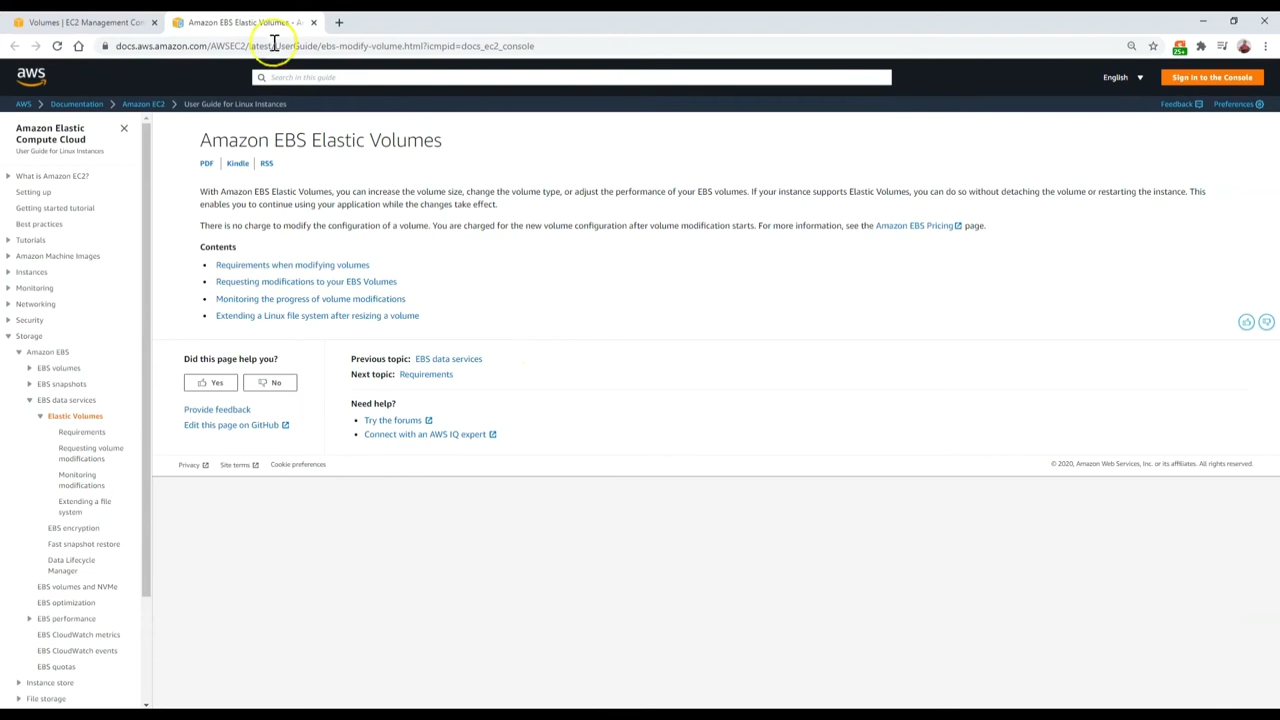 Volumes | EC2 Management Con
Amazon EBS Elastic Volumes - A
docs.aws.amazon.com/AWSEC2/latest/UserGuide/ebs-modify-volume.html?icmpid=docs_ec2_console
25+
aws
Search in this guide
English
Sign In to the Console
AWS > Documentation > Amazon EC2 > User Guide for Linux Instances
Feedback
Preferences
Amazon Elastic
Compute Cloud
User Guide for Linux Instances
What is Amazon EC2?
Setting up
Getting started tutorial
Best practices
Tutorials
Amazon Machine Images
Instances
Monitoring
Networking
Security
Storage
Amazon EBS
EBS volumes
EBS snapshots
EBS data services
Elastic Volumes
Requirements
Requesting volume
modifications
Monitoring
modifications
Extending a file
system
EBS encryption
Fast snapshot restore
Data Lifecycle
Manager
EBS volumes and NVMe
EBS optimization
EBS performance
EBS CloudWatch metrics
EBS CloudWatch events
EBS quotas
Instance store
File storage
Amazon EBS Elastic Volumes
PDF | Kindle | RSS
With Amazon EBS Elastic Volumes, you can increase the volume size, change the volume type, or adjust the performance of your EBS volumes. If your instance supports Elastic Volumes, you can do so without detaching the volume or restarting the instance. This
enables you to continue using your application while the changes take effect.
There is no charge to modify the configuration of a volume. You are charged for the new volume configuration after volume modification starts. For more information, see the Amazon EBS Pricing page.
Contents
• Requirements when modifying volumes
• Requesting modifications to your EBS Volumes
• Monitoring the progress of volume modifications
• Extending a Linux file system after resizing a volume
Did this page help you?
Yes
No
Provide feedback
Edit this page on GitHub
Previous topic: EBS data services
Next topic: Requirements
Need help?
• Try the forums
• Connect with an AWS IQ expert
Privacy
Site terms
Cookie preferences
© 2020, Amazon Web Services, Inc. or its affiliates. All rights reserved.